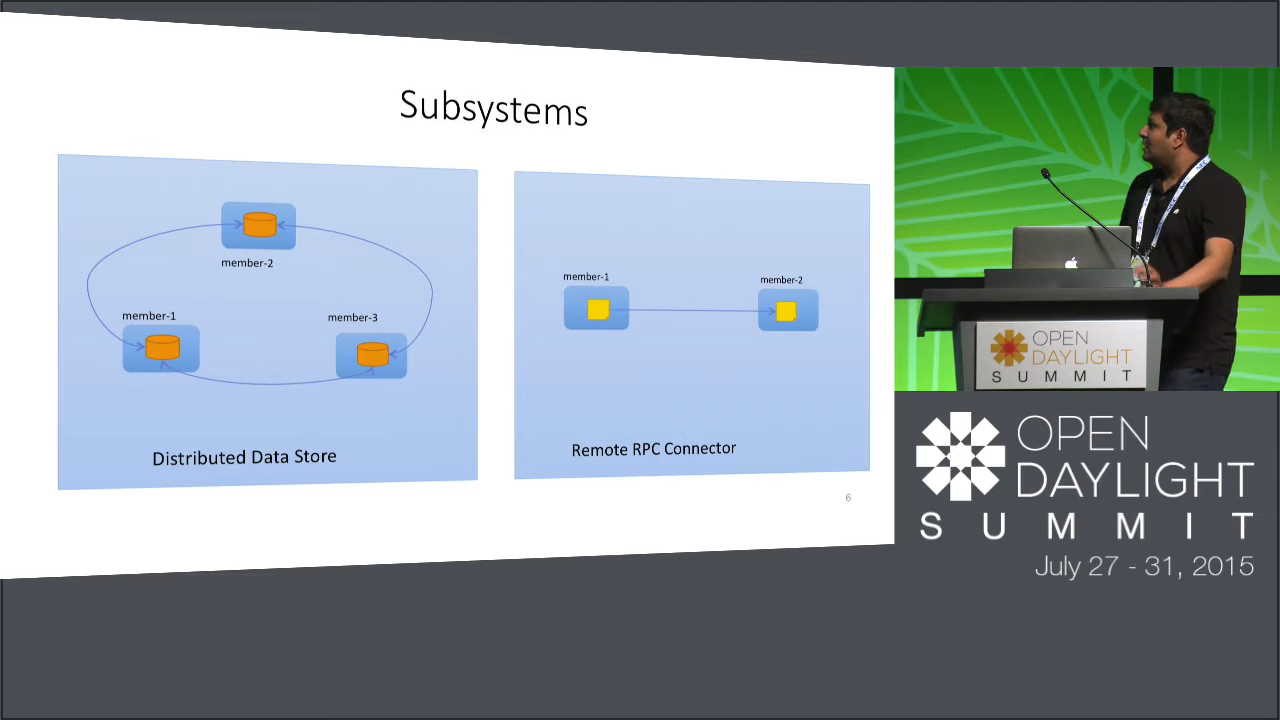 Subsystems
member-2
member-1
member-3
Distributed Data Store
member-1
member-2
Remote RPC Connector
6
OPEN
DAYLIGHT
SUMMIT
OPEN
DAYLIGHT
SUMMIT
July 27 - 31, 2015